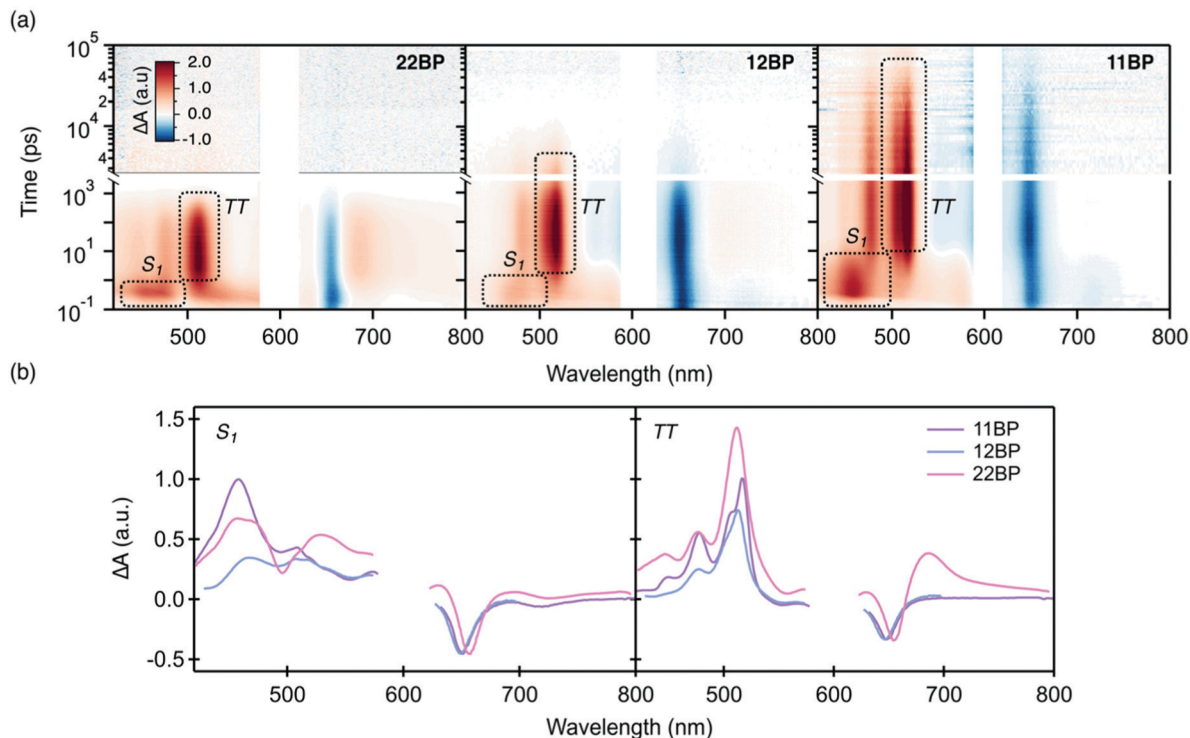 (a)
22BP
12BP
11BP
ΔA (a.u)
2.0
1.0
0.0
-1.0
Time (ps)
10^5
4
2
10^4
4
10^3
10^1
10^-1
S1
TT
S1
TT
S1
TT
500 600 700 800 500 600 700 800 500 600 700 800
Wavelength (nm)
(b)
S1
TT
11BP
12BP
22BP
ΔA (a.u.)
1.5
1.0
0.5
0.0
-0.5
500 600 700 800 500 600 700 800
Wavelength (nm) Wavelength (nm)